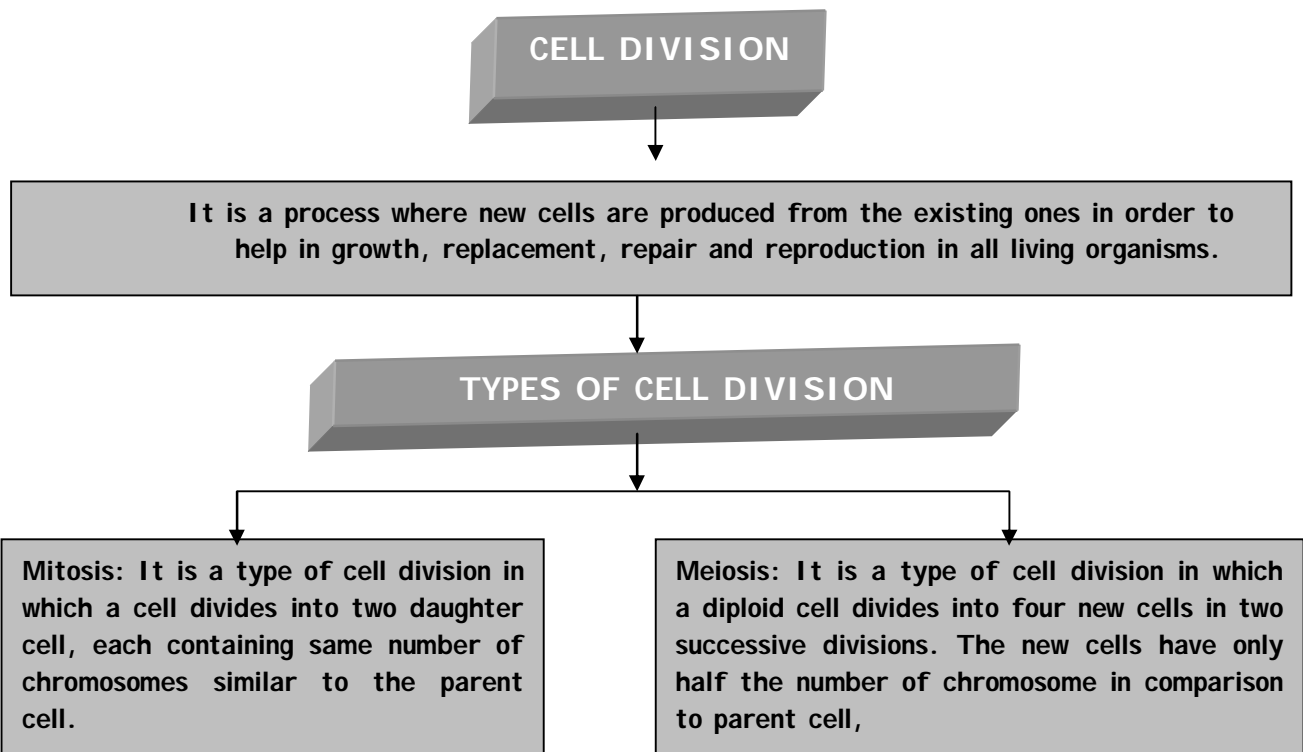 CELL DIVISION
It is a process where new cells are produced from the existing ones in order to
help in growth, replacement, repair and reproduction in all living organisms.
TYPES OF CELL DIVISION
Mitosis: It is a type of cell division in
which a cell divides into two daughter
cell, each containing same number of
chromosomes similar to the parent
cell.
Meiosis: It is a type of cell division in which
a diploid cell divides into four new cells in two
successive divisions. The new cells have only
half the number of chromosome in comparison
to parent cell,